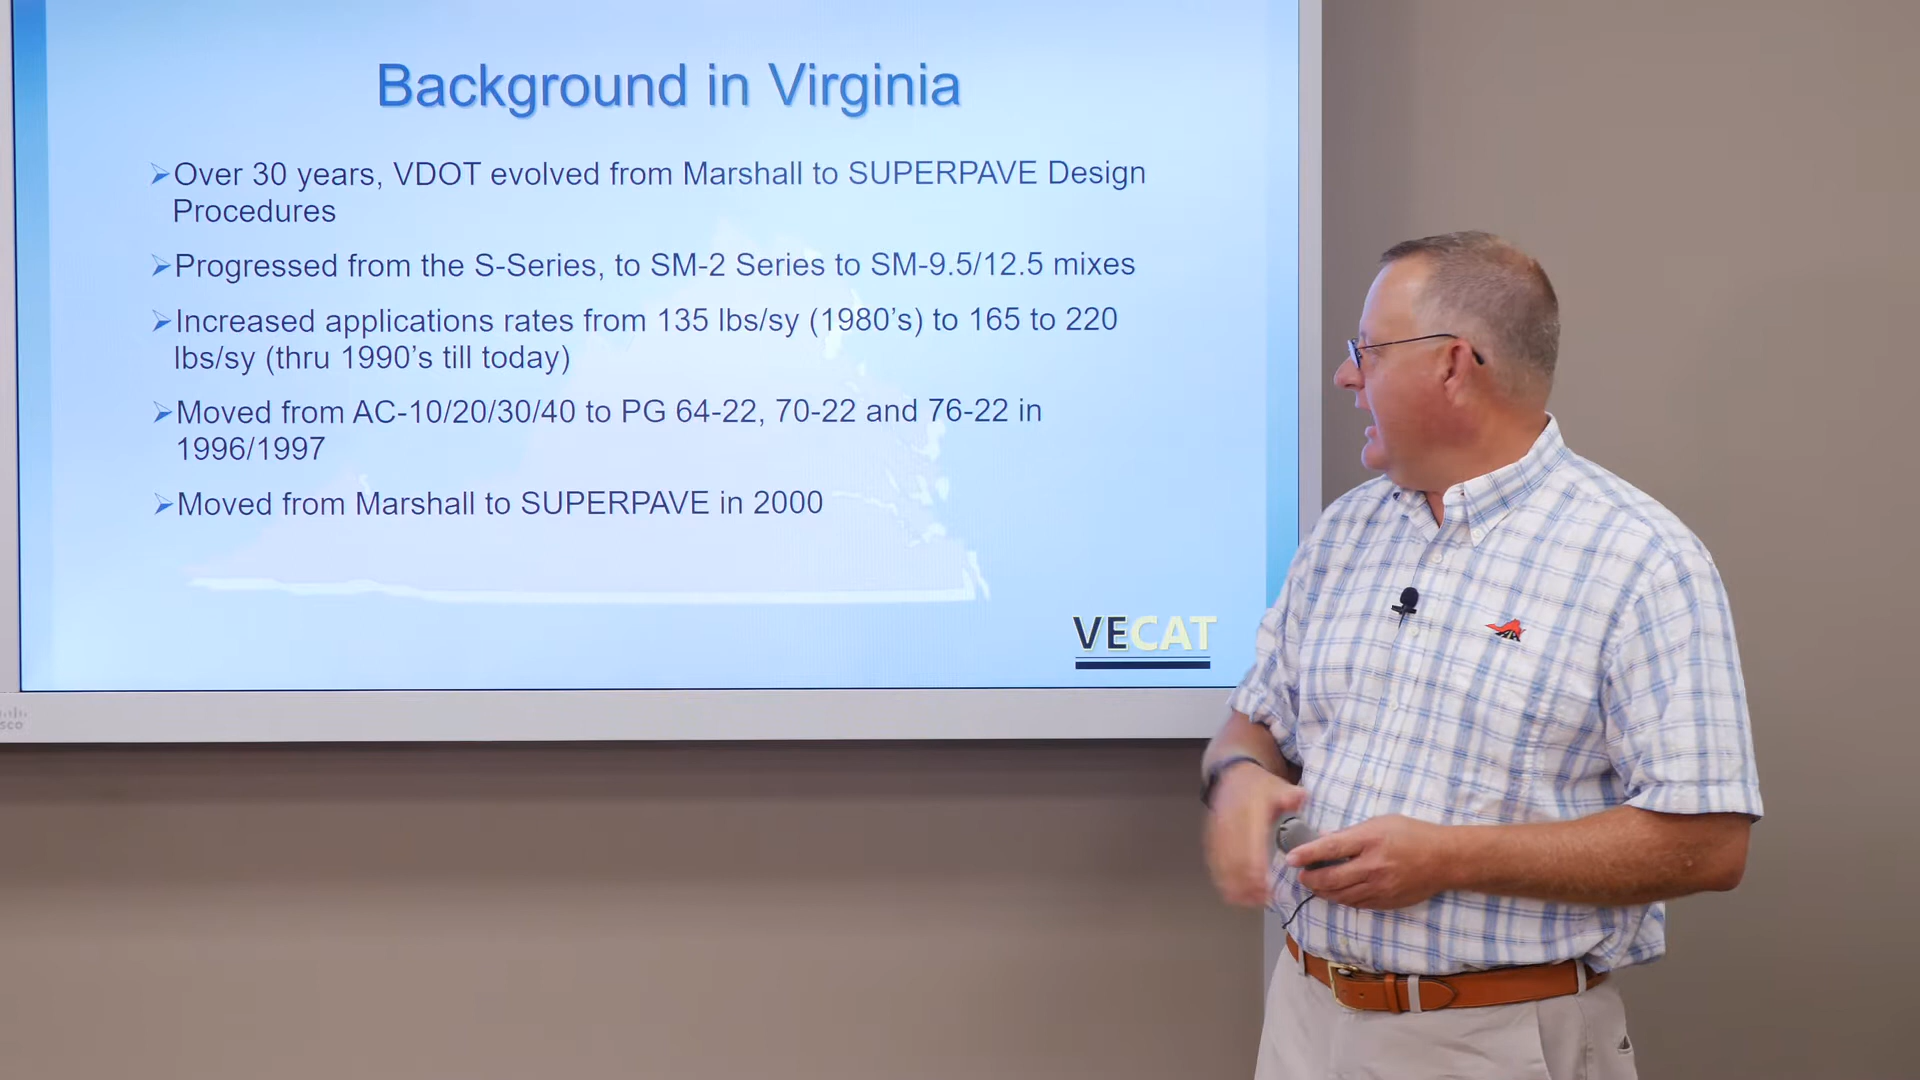 Background in Virginia
➢Over 30 years, VDOT evolved from Marshall to SUPERPAVE Design
Procedures
➢Progressed from the S-Series, to SM-2 Series to SM-9.5/12.5 mixes
➢Increased applications rates from 135 lbs/sy (1980's) to 165 to 220
lbs/sy (thru 1990's till today)
➢Moved from AC-10/20/30/40 to PG 64-22, 70-22 and 76-22 in
1996/1997
➢Moved from Marshall to SUPERPAVE in 2000
VECAT